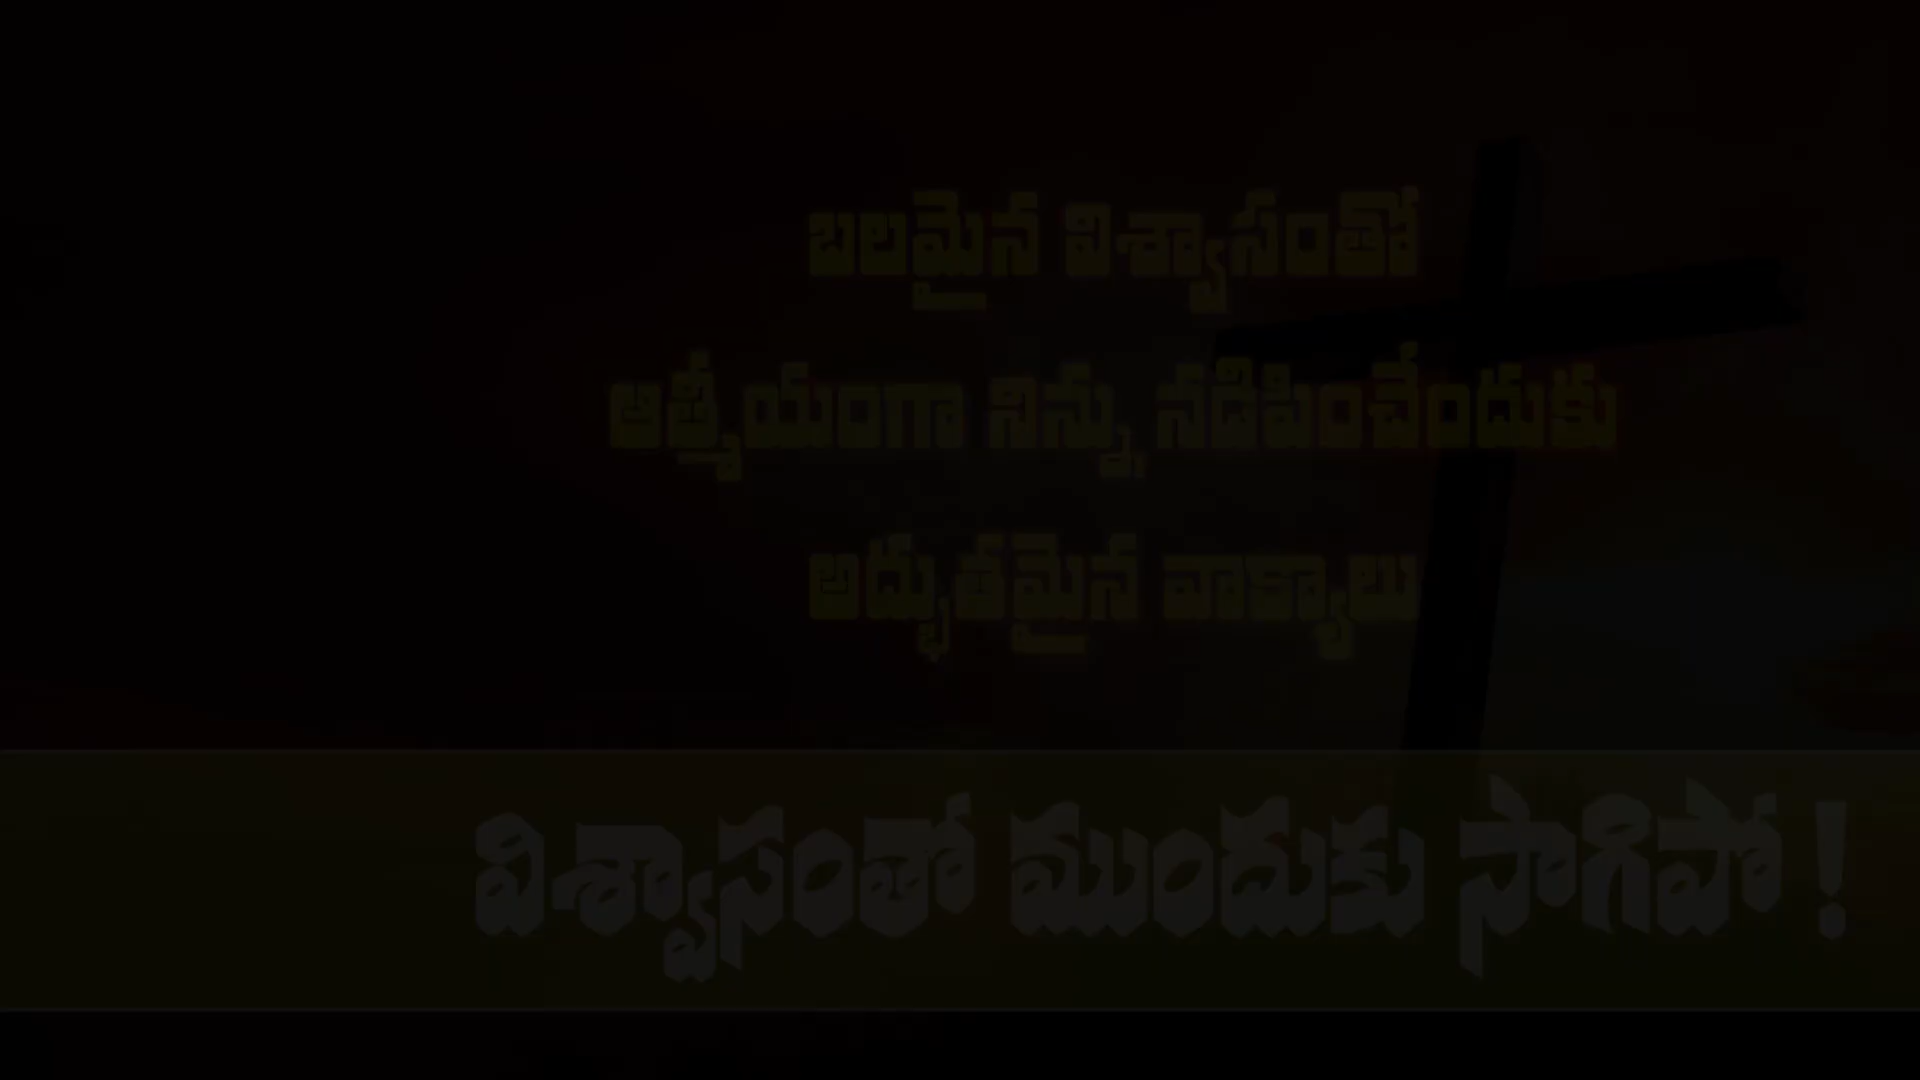 బలమైన విశ్వాసంతో
ఆత్మీయంగా నిన్ను నడిపించేందుకు
అద్భుతమైన వాక్యాలు
విశ్వాసంతో ముందుకు సాగిపో !